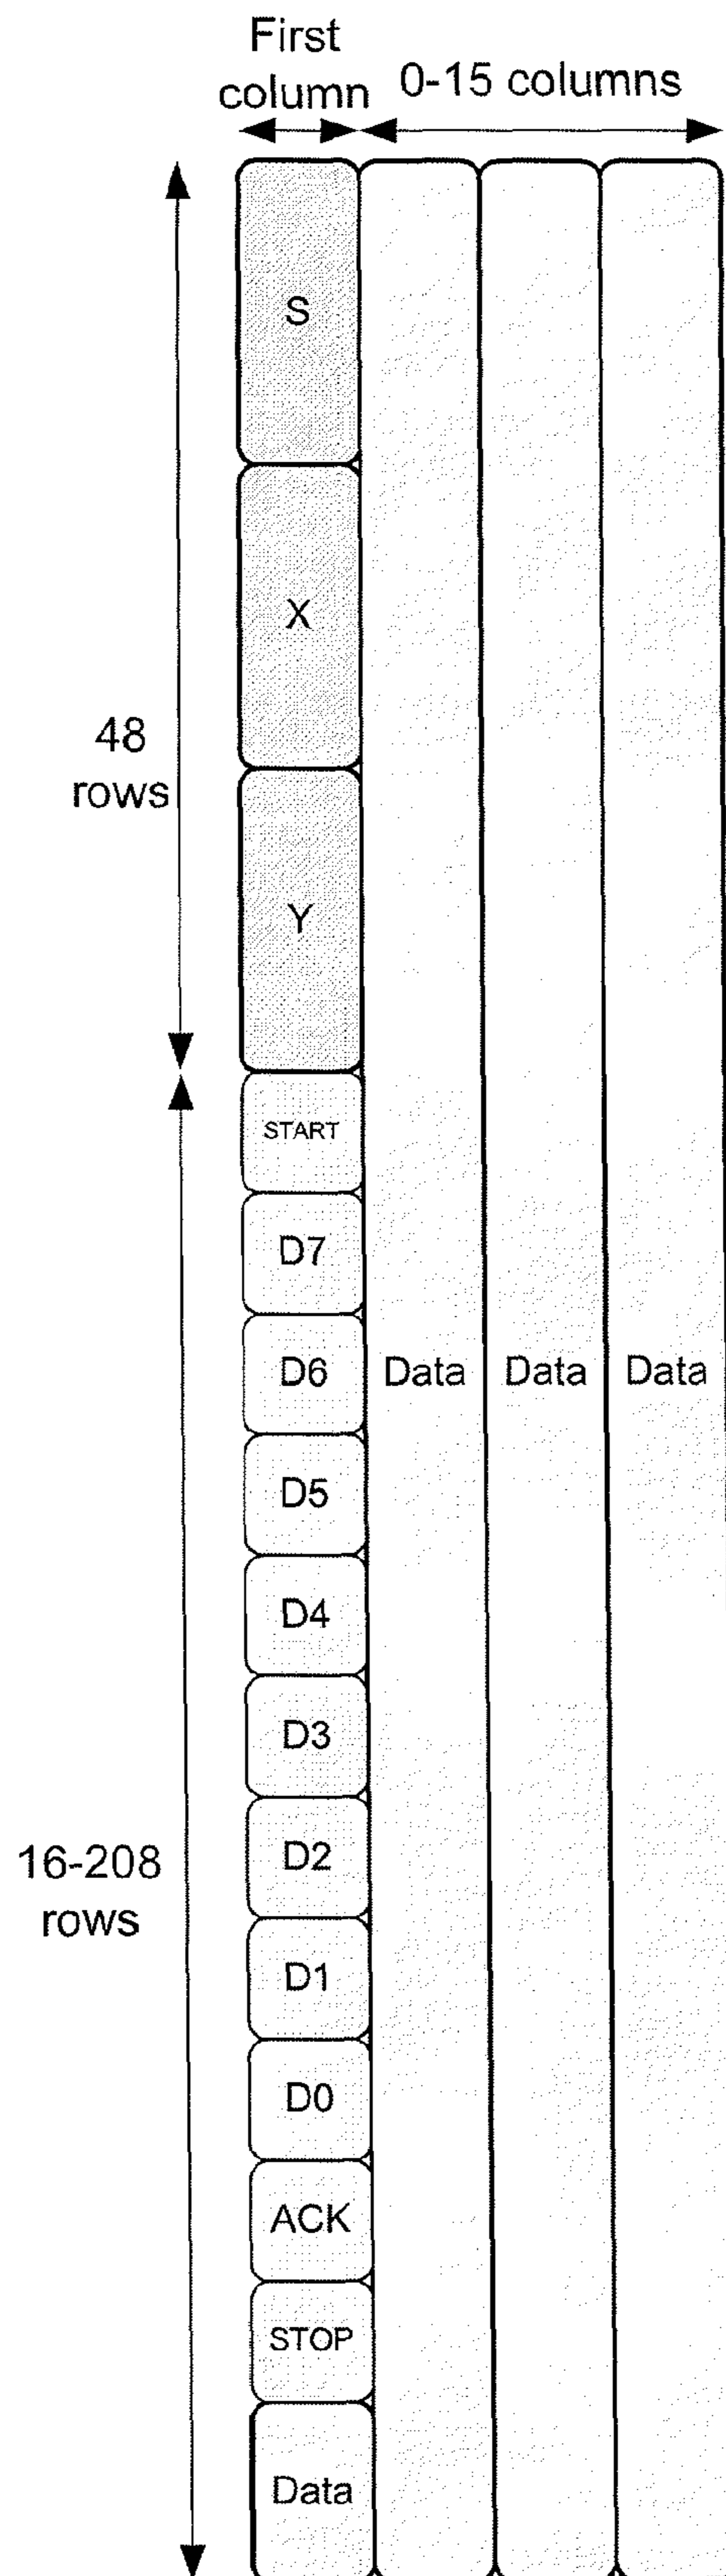 First
column
0-15 columns
S
X
48
rows
Y
START
D7
D6
Data
Data
Data
D5
D4
D3
16-208
rows
D2
D1
D0
ACK
STOP
Data